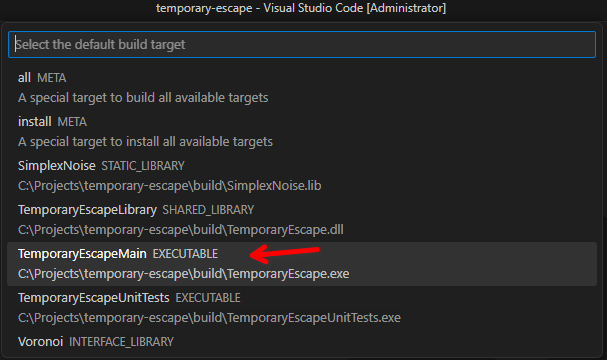 temporary-escape - Visual Studio Code [Administrator]
Select the default build target
all META
A special target to build all available targets
install META
A special target to install all available targets
SimplexNoise STATIC_LIBRARY
C:\Projects\temporary-escape\build\SimplexNoise.lib
TemporaryEscapeLibrary SHARED_LIBRARY
C:\Projects\temporary-escape\build\TemporaryEscape.dll
TemporaryEscapeMain EXECUTABLE
C:\Projects\temporary-escape\build\TemporaryEscape.exe
TemporaryEscapeUnitTests EXECUTABLE
C:\Projects\temporary-escape\build\TemporaryEscapeUnitTests.exe
Voronoi INTERFACE_LIBRARY